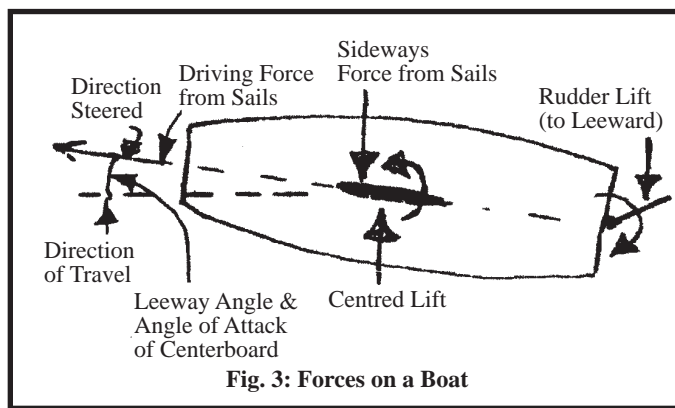 Sideways
Force from Sails
Direction
Steered
Driving Force
from Sails
Rudder Lift
(to Leeward)
Direction
of Travel
Leeway Angle &
Angle of Attack
of Centerboard
Centred Lift
Fig. 3: Forces on a Boat